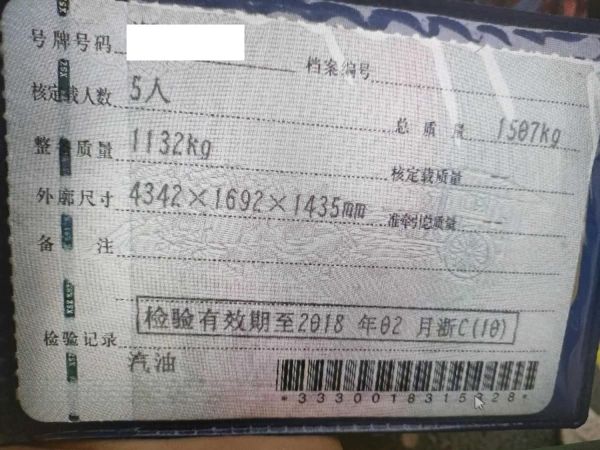 号牌号码
档案编号
核定载人数 5人
总质量 1507kg
整备质量 1132kg
核定载质量 --
外廓尺寸 4342×1692×1435mm
准牵引总质量 --
备注
检验有效期至2018 年02 月浙C(10)
检验记录
汽油